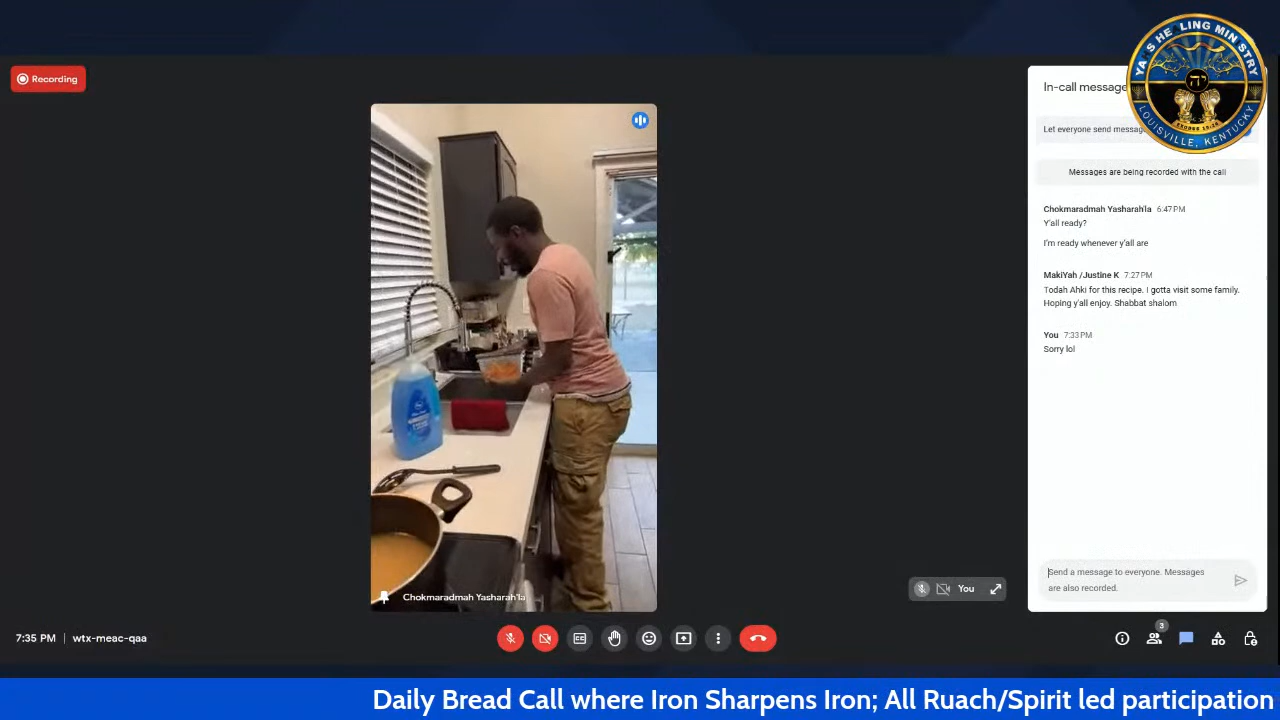 Recording
In-call message
Let everyone send messag
Messages are being recorded with the call
Chokmaradmah Yasharah'la 6:47 PM
Y'all ready?
I'm ready whenever y'all are
MakiYah /Justine K 7:27 PM
Todah Ahki for this recipe. I gotta visit some family.
Hoping y'all enjoy. Shabbat shalom
You 7:33 PM
Sorry lol
Send a message to everyone. Messages
are also recorded.
Chokmaradmah Yasharah'la
You
7:35 PM | wtx-meac-qaa
3
LOUISVILLE, KENTUCKY
Daily Bread Call where Iron Sharpens Iron; All Ruach/Spirit led participation